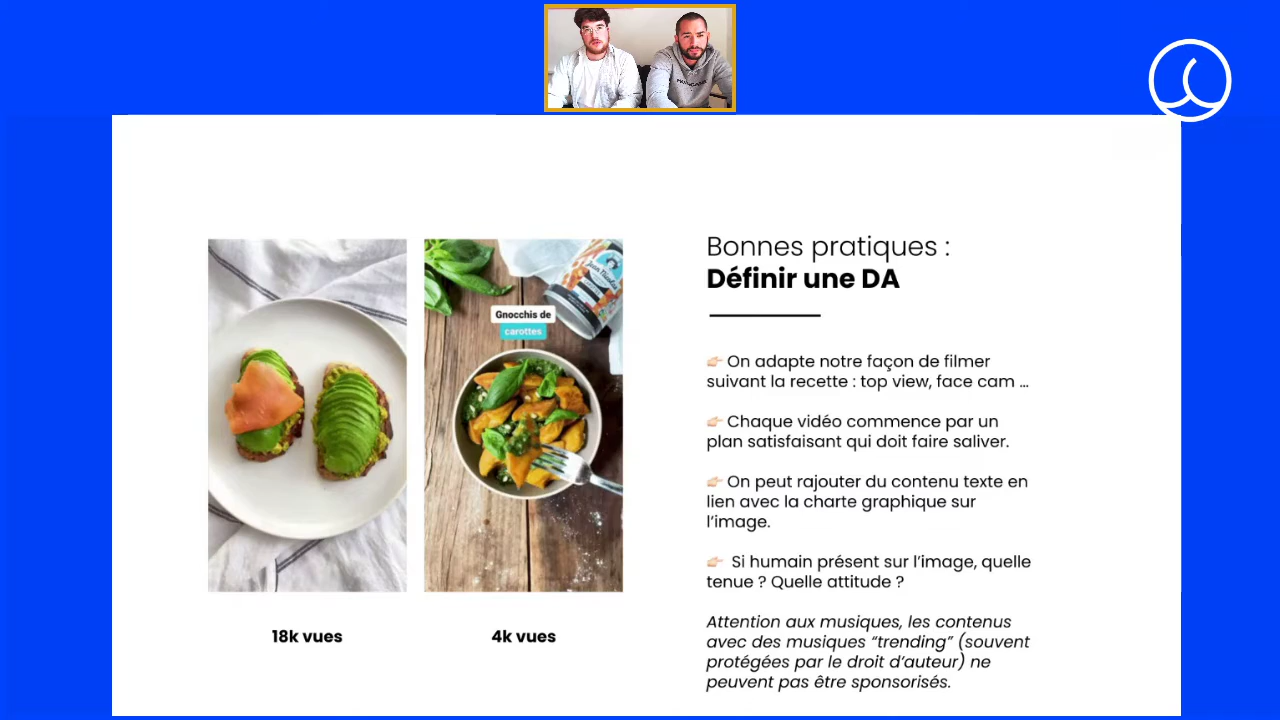 Gnocchis de
carottes
18k vues
4k vues
Bonnes pratiques :
Définir une DA
👉🏻 On adapte notre façon de filmer
suivant la recette : top view, face cam ...
👉🏻 Chaque vidéo commence par un
plan satisfaisant qui doit faire saliver.
👉🏻 On peut rajouter du contenu texte en
lien avec la charte graphique sur
l’image.
👉🏻 Si humain présent sur l’image, quelle
tenue ? Quelle attitude ?
Attention aux musiques, les contenus
avec des musiques “trending” (souvent
protégées par le droit d’auteur) ne
peuvent pas être sponsorisés.